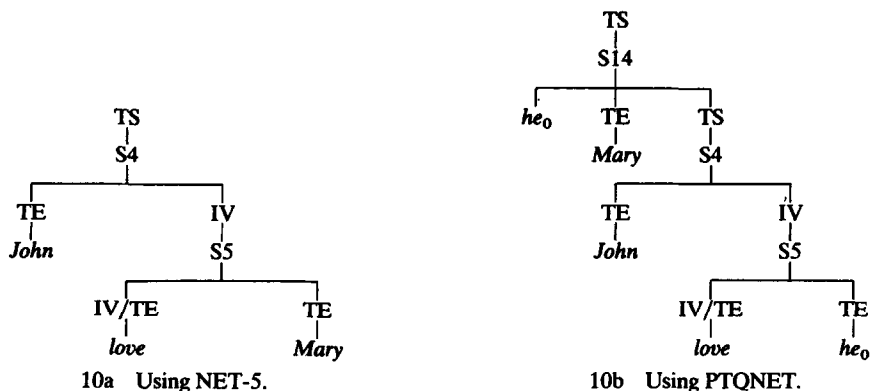 TS
S4
TE IV
John S5
IV/TE TE
love Mary
10a Using NET-5.
TS
S14
he₀ TE TS
Mary S4
TE IV
John S5
IV/TE TE
love he₀
10b Using PTQNET.